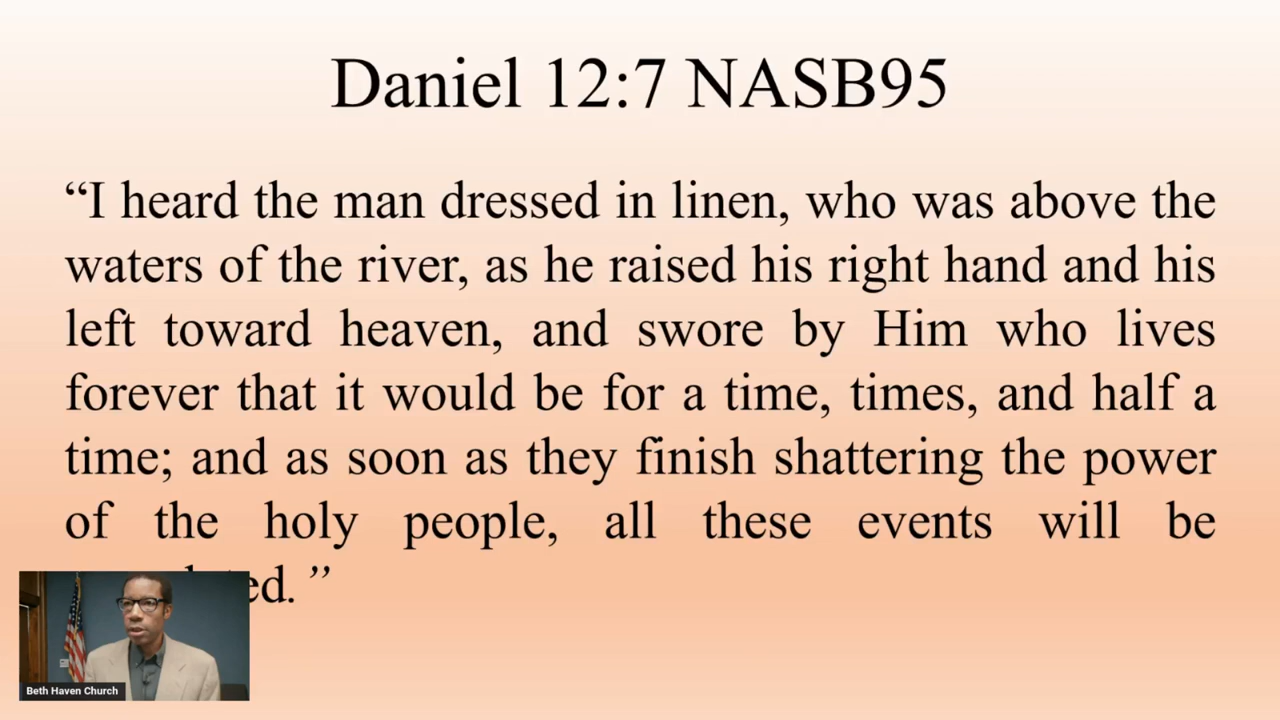 Daniel 12:7 NASB95
“I heard the man dressed in linen, who was above the
waters of the river, as he raised his right hand and his
left toward heaven, and swore by Him who lives
forever that it would be for a time, times, and half a
time; and as soon as they finish shattering the power
of the holy people, all these events will be
”
Beth Haven Church